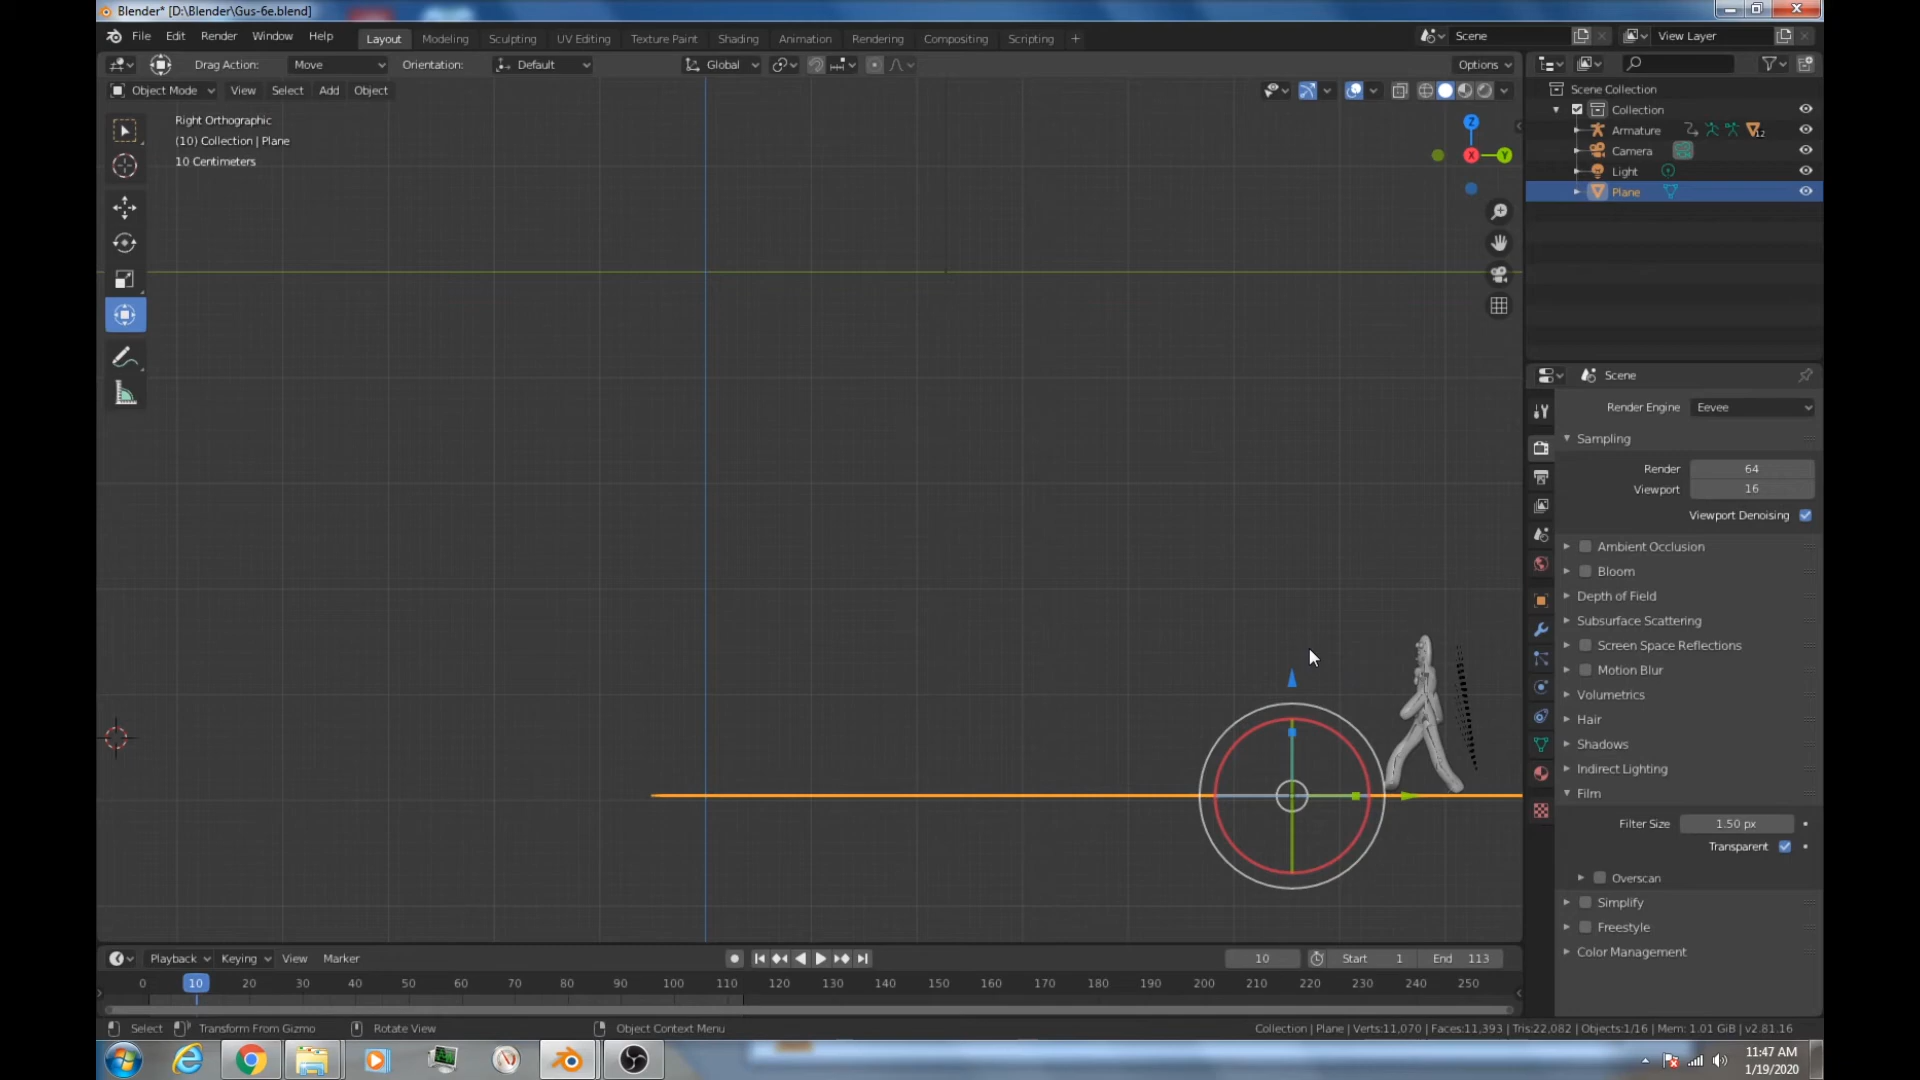 Blender* [D:\Blender\Gus-6e.blend]
File Edit Render Window Help Layout Modeling Sculpting UV Editing Texture Paint Shading Animation Rendering Compositing Scripting + Scene View Layer
Drag Action: Move Orientation: Default Global Options
Object Mode View Select Add Object
Right Orthographic
(10) Collection | Plane
10 Centimeters
Z
X
Y
Scene Collection
Collection
Armature 12
Camera
Light
Plane
Scene
Render Engine Eevee
Sampling
Render 64
Viewport 16
Viewport Denoising
Ambient Occlusion
Bloom
Depth of Field
Subsurface Scattering
Screen Space Reflections
Motion Blur
Volumetrics
Hair
Shadows
Indirect Lighting
Film
Filter Size 1.50 px
Transparent
Overscan
Simplify
Freestyle
Color Management
Playback Keying View Marker 10 Start 1 End 113
0 10 20 30 40 50 60 70 80 90 100 110 120 130 140 150 160 170 180 190 200 210 220 230 240 250
Select Transform From Gizmo Rotate View Object Context Menu Collection | Plane | Verts:11,070 | Faces:11,393 | Tris:22,082 | Objects:1/16 | Mem: 1.01 GiB | v2.81.16
11:47 AM
1/19/2020